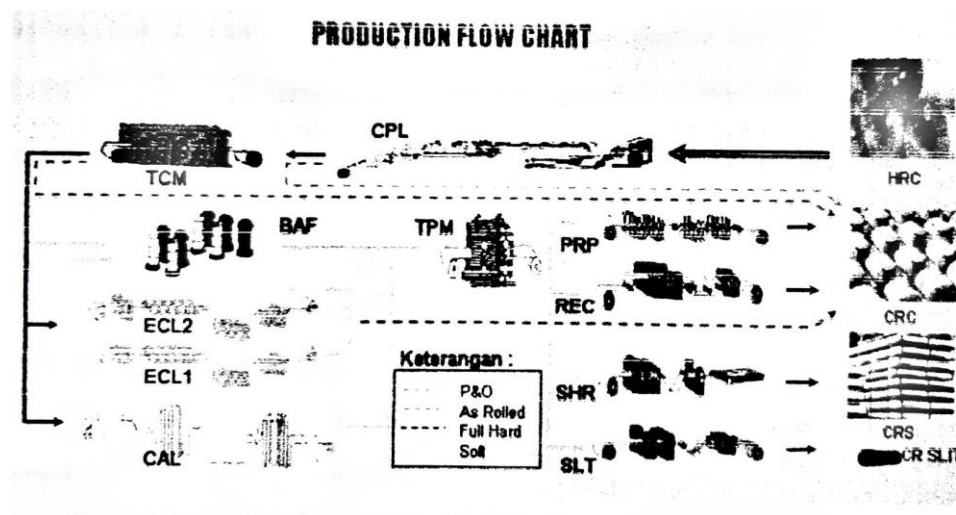 PRODUCTION FLOW CHART
CPL
TCM
HRC
BAF
TPM
PRP
REC
CRC
ECL2
ECL1
CAL
Keterangan :
P&O
As Rolled
Full Hard
Soft
SHR
CRS
SLT
CR SLIT